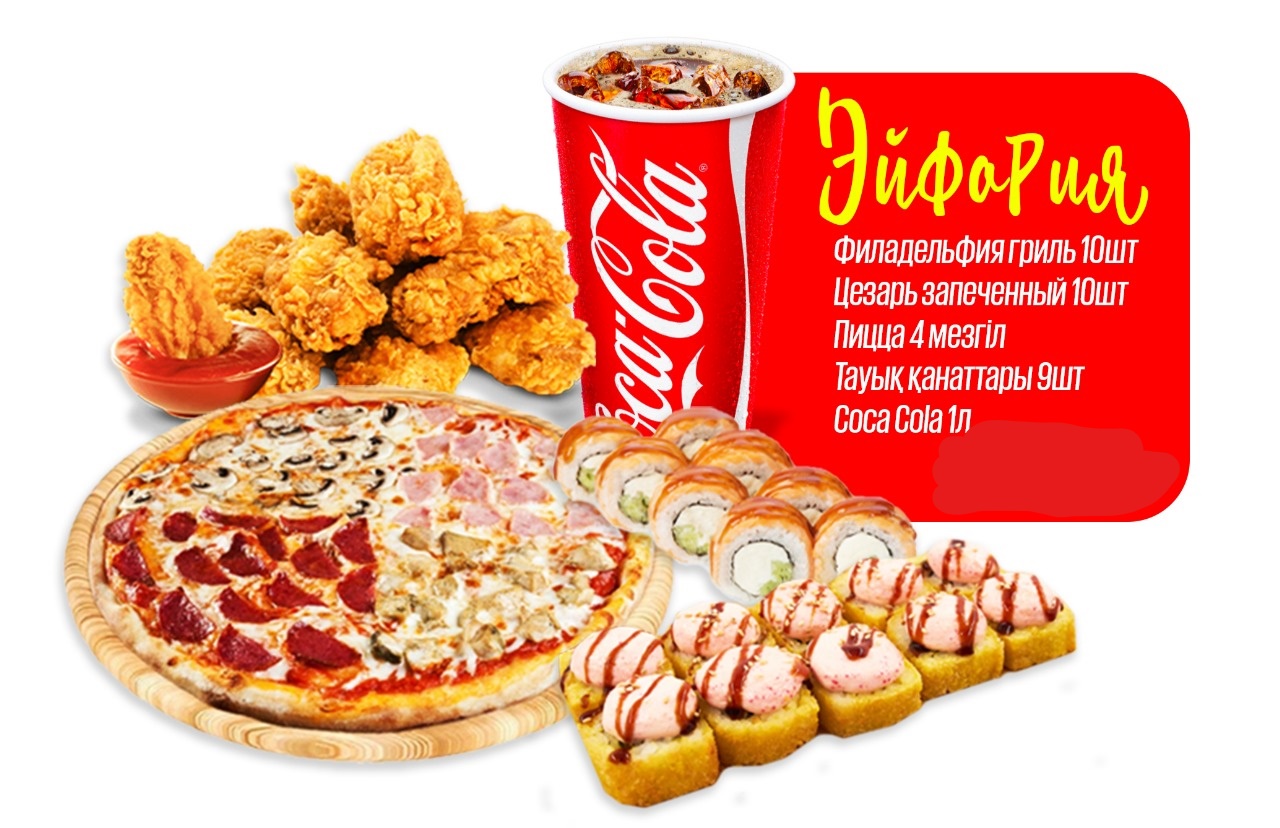 Coca-Cola
Эйфория
Филадельфия гриль 10шт
Цезарь запеченный 10шт
Пицца 4 мезгіл
Тауық қанаттары 9шт
Coca Cola 1л